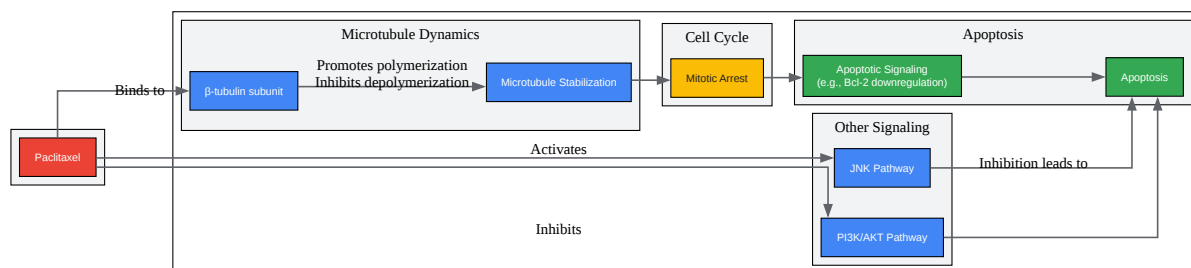 Microtubule Dynamics
Cell Cycle
Apoptosis
Promotes polymerization
Inhibits depolymerization
Binds to
β-tubulin subunit
Microtubule Stabilization
Mitotic Arrest
Apoptotic Signaling
(e.g., Bcl-2 downregulation)
Apoptosis
Other Signaling
Paclitaxel
Activates
JNK Pathway
Inhibition leads to
Inhibits
PI3K/AKT Pathway